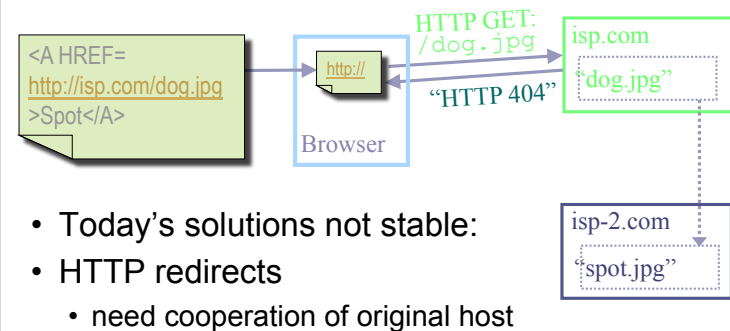 <A HREF=
http://isp.com/dog.jpg
>Spot</A>
http://
Browser
HTTP GET:
/dog.jpg
“HTTP 404”
isp.com
“dog.jpg”
• Today’s solutions not stable:
• HTTP redirects
• need cooperation of original host
isp-2.com
“spot.jpg”